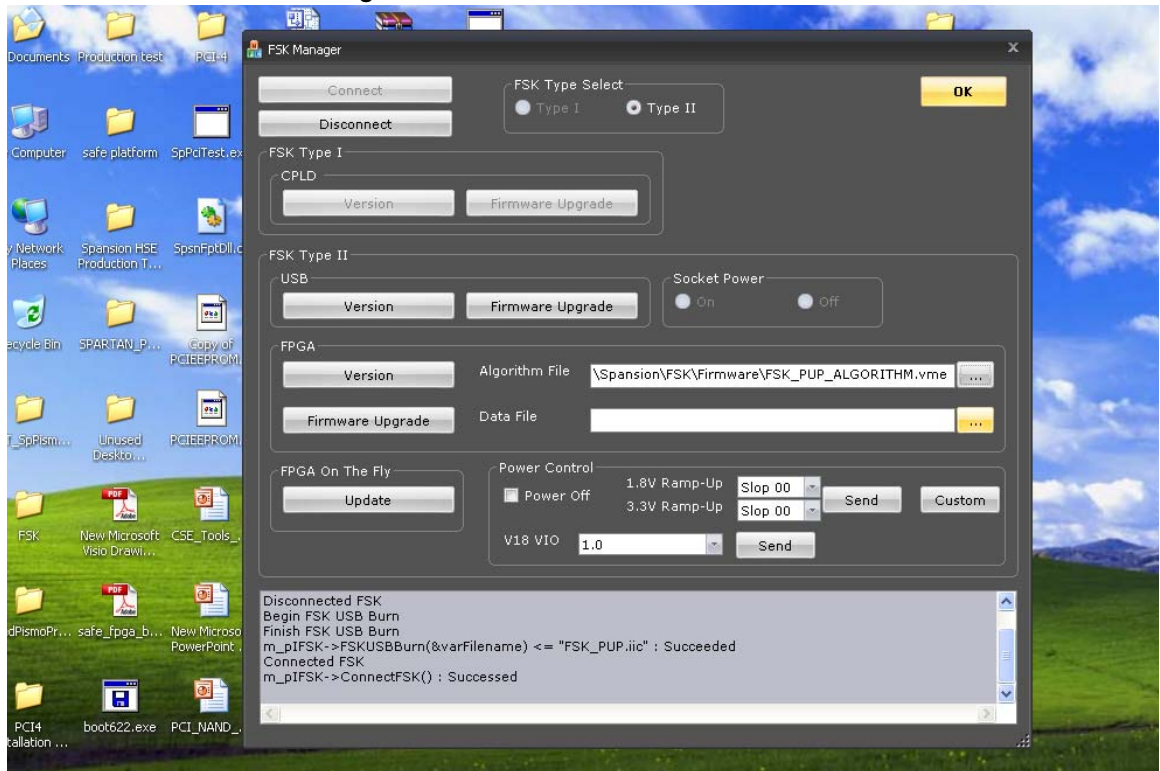 FSK Manager
x
Connect
Disconnect
FSK Type Select
Type I
Type II
OK
FSK Type I
CPLD
Version
Firmware Upgrade
FSK Type II
USB
Version
Firmware Upgrade
Socket Power
On
Off
FPGA
Version
Algorithm File
\Spansion\FSK\Firmware\FSK_PUP_ALGORITHM.vme
...
Firmware Upgrade
Data File
...
FPGA On The Fly
Update
Power Control
Power Off
1.8V Ramp-Up
Slop 00
3.3V Ramp-Up
Slop 00
Send
Custom
V18 VIO
1.0
Send
Disconnected FSK
Begin FSK USB Burn
Finish FSK USB Burn
m_pIFSK->FSKUSBBurn(&varFilename) <= "FSK_PUP.iic" : Succeeded
Connected FSK
m_pIFSK->ConnectFSK() : Successed
Documents
Production test
PCI-4
Computer
safe platform
SpPciTest.ex
Network
Places
Spansion HSE
Production T...
SpsnFptDll.c
ecycle Bin
SPARTAN_P...
Copy of
PCIEEPROM.
_SpPism...
Unused
Deskto...
PCIEEPROM.
FSK
New Microsoft
Visio Drawi...
CSE_Tools_.
dPismoPr...
safe_fpga_b...
New Microso
PowerPoint .
PCI4
tallation ...
boot622.exe
PCI_NAND_.